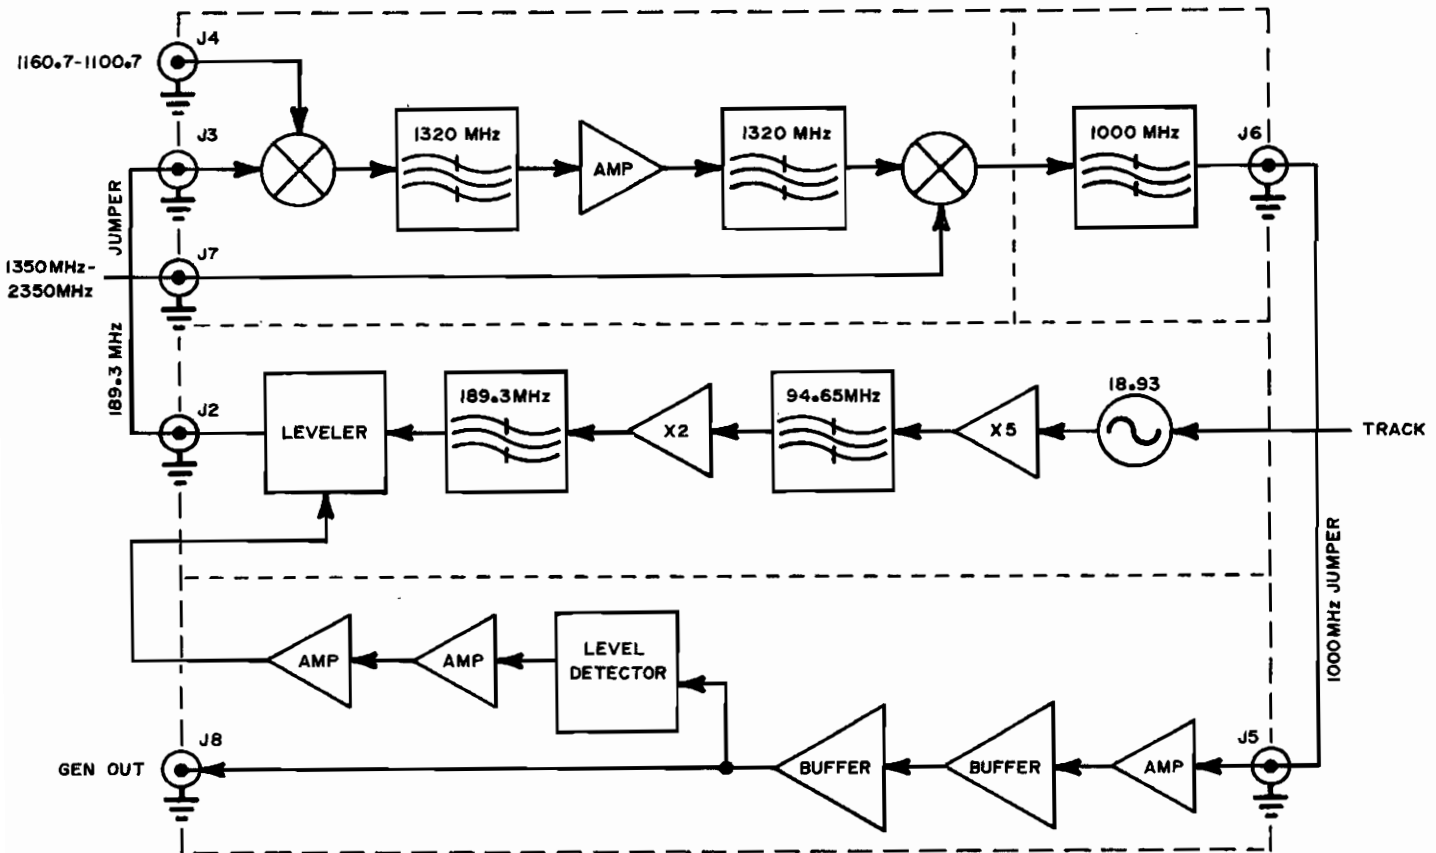 J4
1160.7-1100.7
J3
1320 MHz
AMP
1320 MHz
1000 MHz
J6
JUMPER
J7
1350MHz-
2350MHz
189.3 MHz
J2
LEVELER
189.3MHz
X2
94.65MHz
X5
18.93
TRACK
1000MHz JUMPER
AMP
AMP
LEVEL
DETECTOR
J8
GEN OUT
BUFFER
BUFFER
AMP
J5